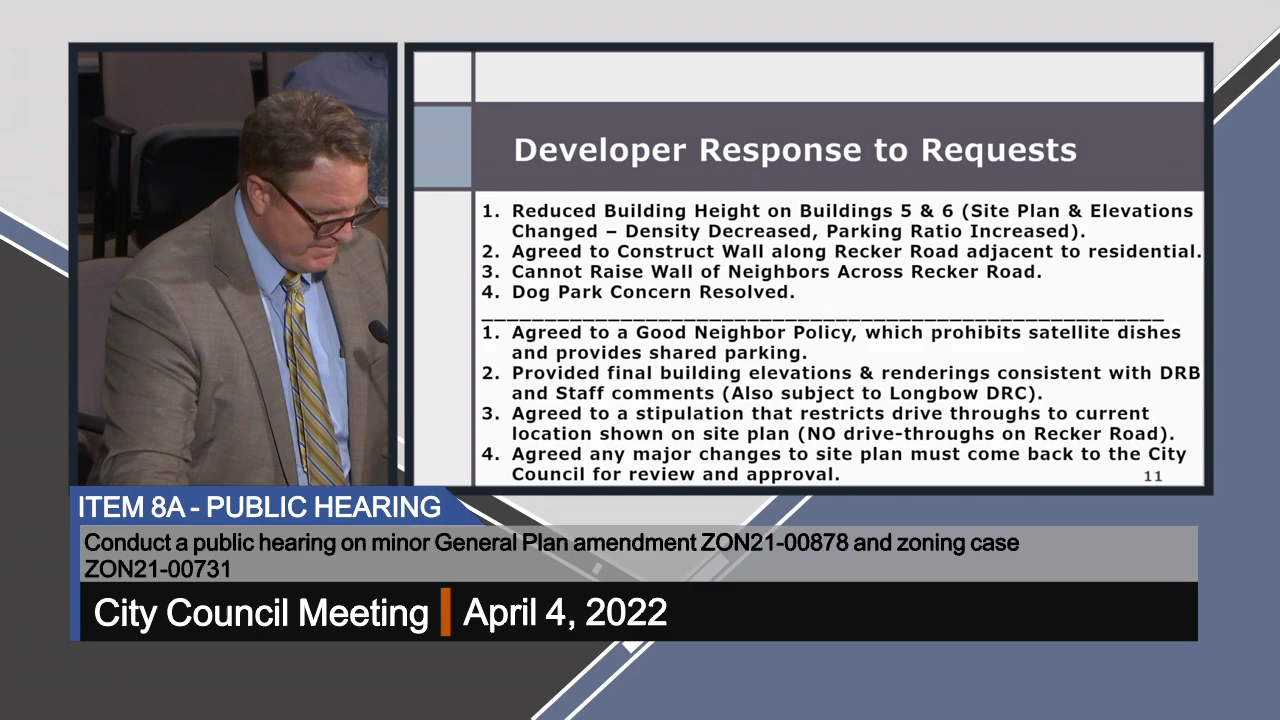 Developer Response to Requests
1. Reduced Building Height on Buildings 5 & 6 (Site Plan & Elevations
Changed – Density Decreased, Parking Ratio Increased).
2. Agreed to Construct Wall along Recker Road adjacent to residential.
3. Cannot Raise Wall of Neighbors Across Recker Road.
4. Dog Park Concern Resolved.
1. Agreed to a Good Neighbor Policy, which prohibits satellite dishes
and provides shared parking.
2. Provided final building elevations & renderings consistent with DRB
and Staff comments (Also subject to Longbow DRC).
3. Agreed to a stipulation that restricts drive throughs to current
location shown on site plan (NO drive-throughs on Recker Road).
4. Agreed any major changes to site plan must come back to the City
Council for review and approval.
11
ITEM 8A - PUBLIC HEARING
Conduct a public hearing on minor General Plan amendment ZON21-00878 and zoning case
ZON21-00731
City Council Meeting
April 4, 2022